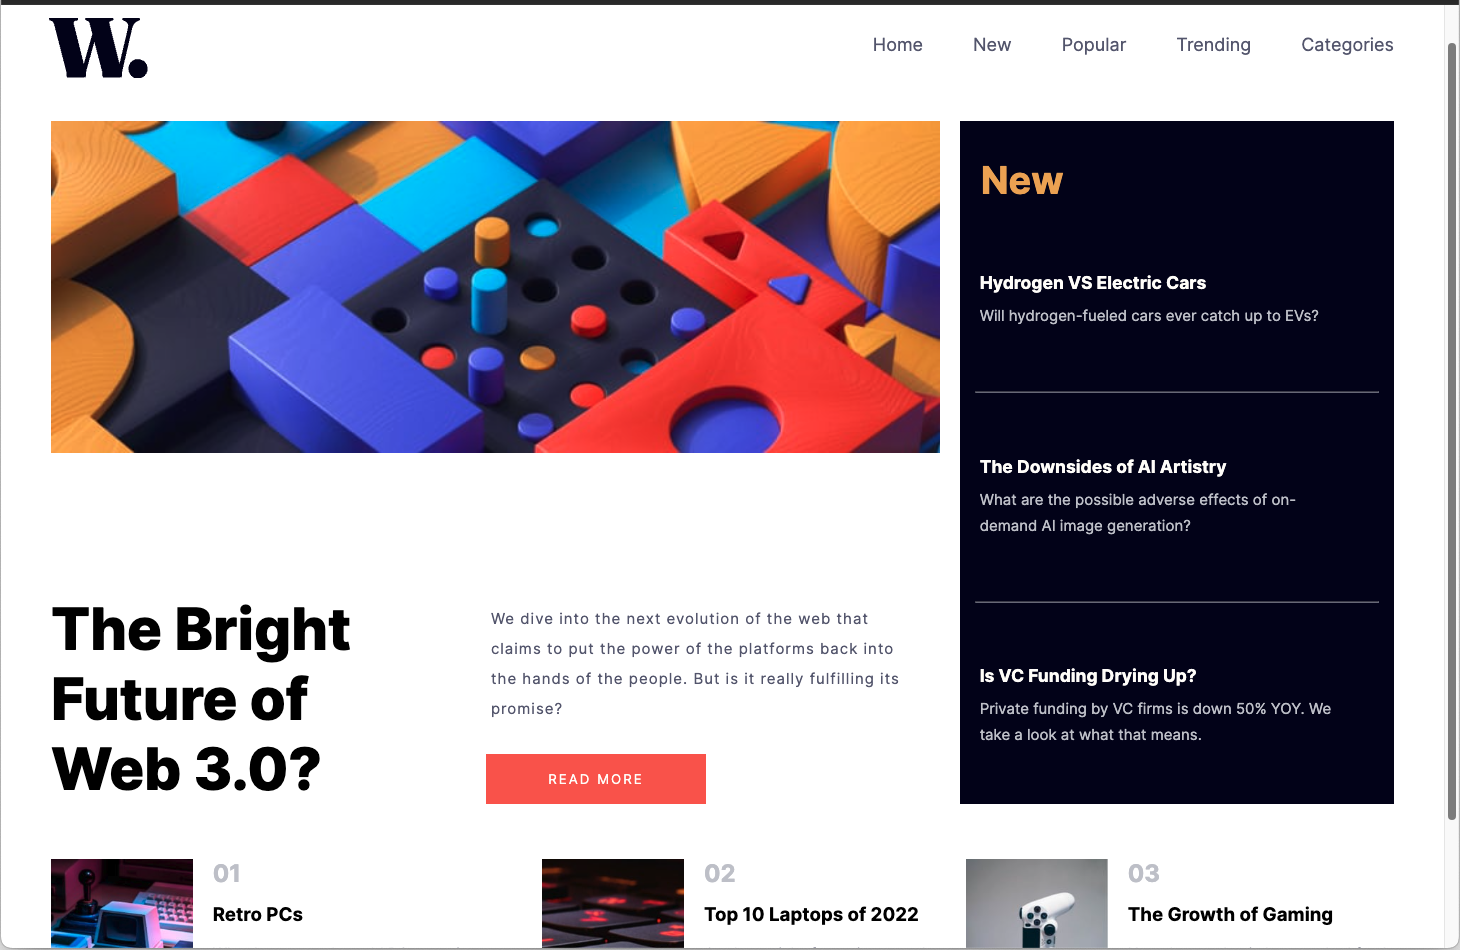 W.
Home
New
Popular
Trending
Categories
New
Hydrogen VS Electric Cars
Will hydrogen-fueled cars ever catch up to EVs?
The Downsides of AI Artistry
What are the possible adverse effects of on-
demand AI image generation?
Is VC Funding Drying Up?
Private funding by VC firms is down 50% YOY. We
take a look at what that means.
The Bright
Future of
Web 3.0?
We dive into the next evolution of the web that
claims to put the power of the platforms back into
the hands of the people. But is it really fulfilling its
promise?
READ MORE
01
Retro PCs
02
Top 10 Laptops of 2022
03
The Growth of Gaming